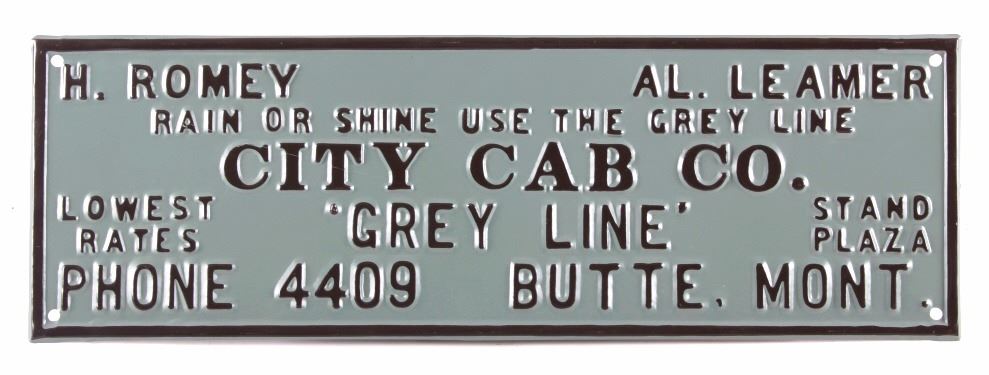 H. ROMEY AL. LEAMER
RAIN OR SHINE USE THE GREY LINE
CITY CAB CO.
LOWEST RATES 'GREY LINE' STAND PLAZA
PHONE 4409 BUTTE, MONT.